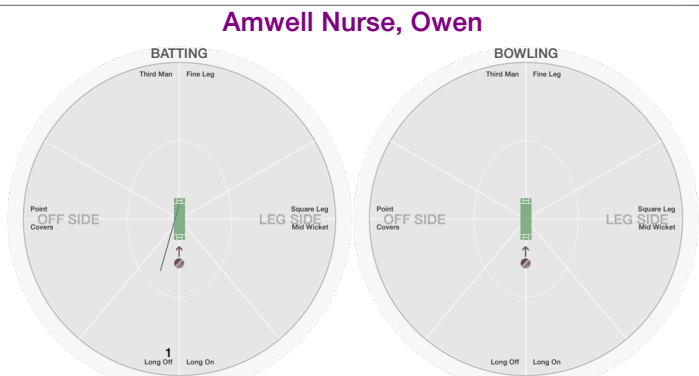 Amwell Nurse, Owen
BATTING
Third Man Fine Leg
Point
OFF SIDE
Covers
Square Leg
LEG SIDE
Mid Wicket
1
Long Off Long On
BOWLING
Third Man Fine Leg
Point
OFF SIDE
Covers
Square Leg
LEG SIDE
Mid Wicket
Long Off Long On